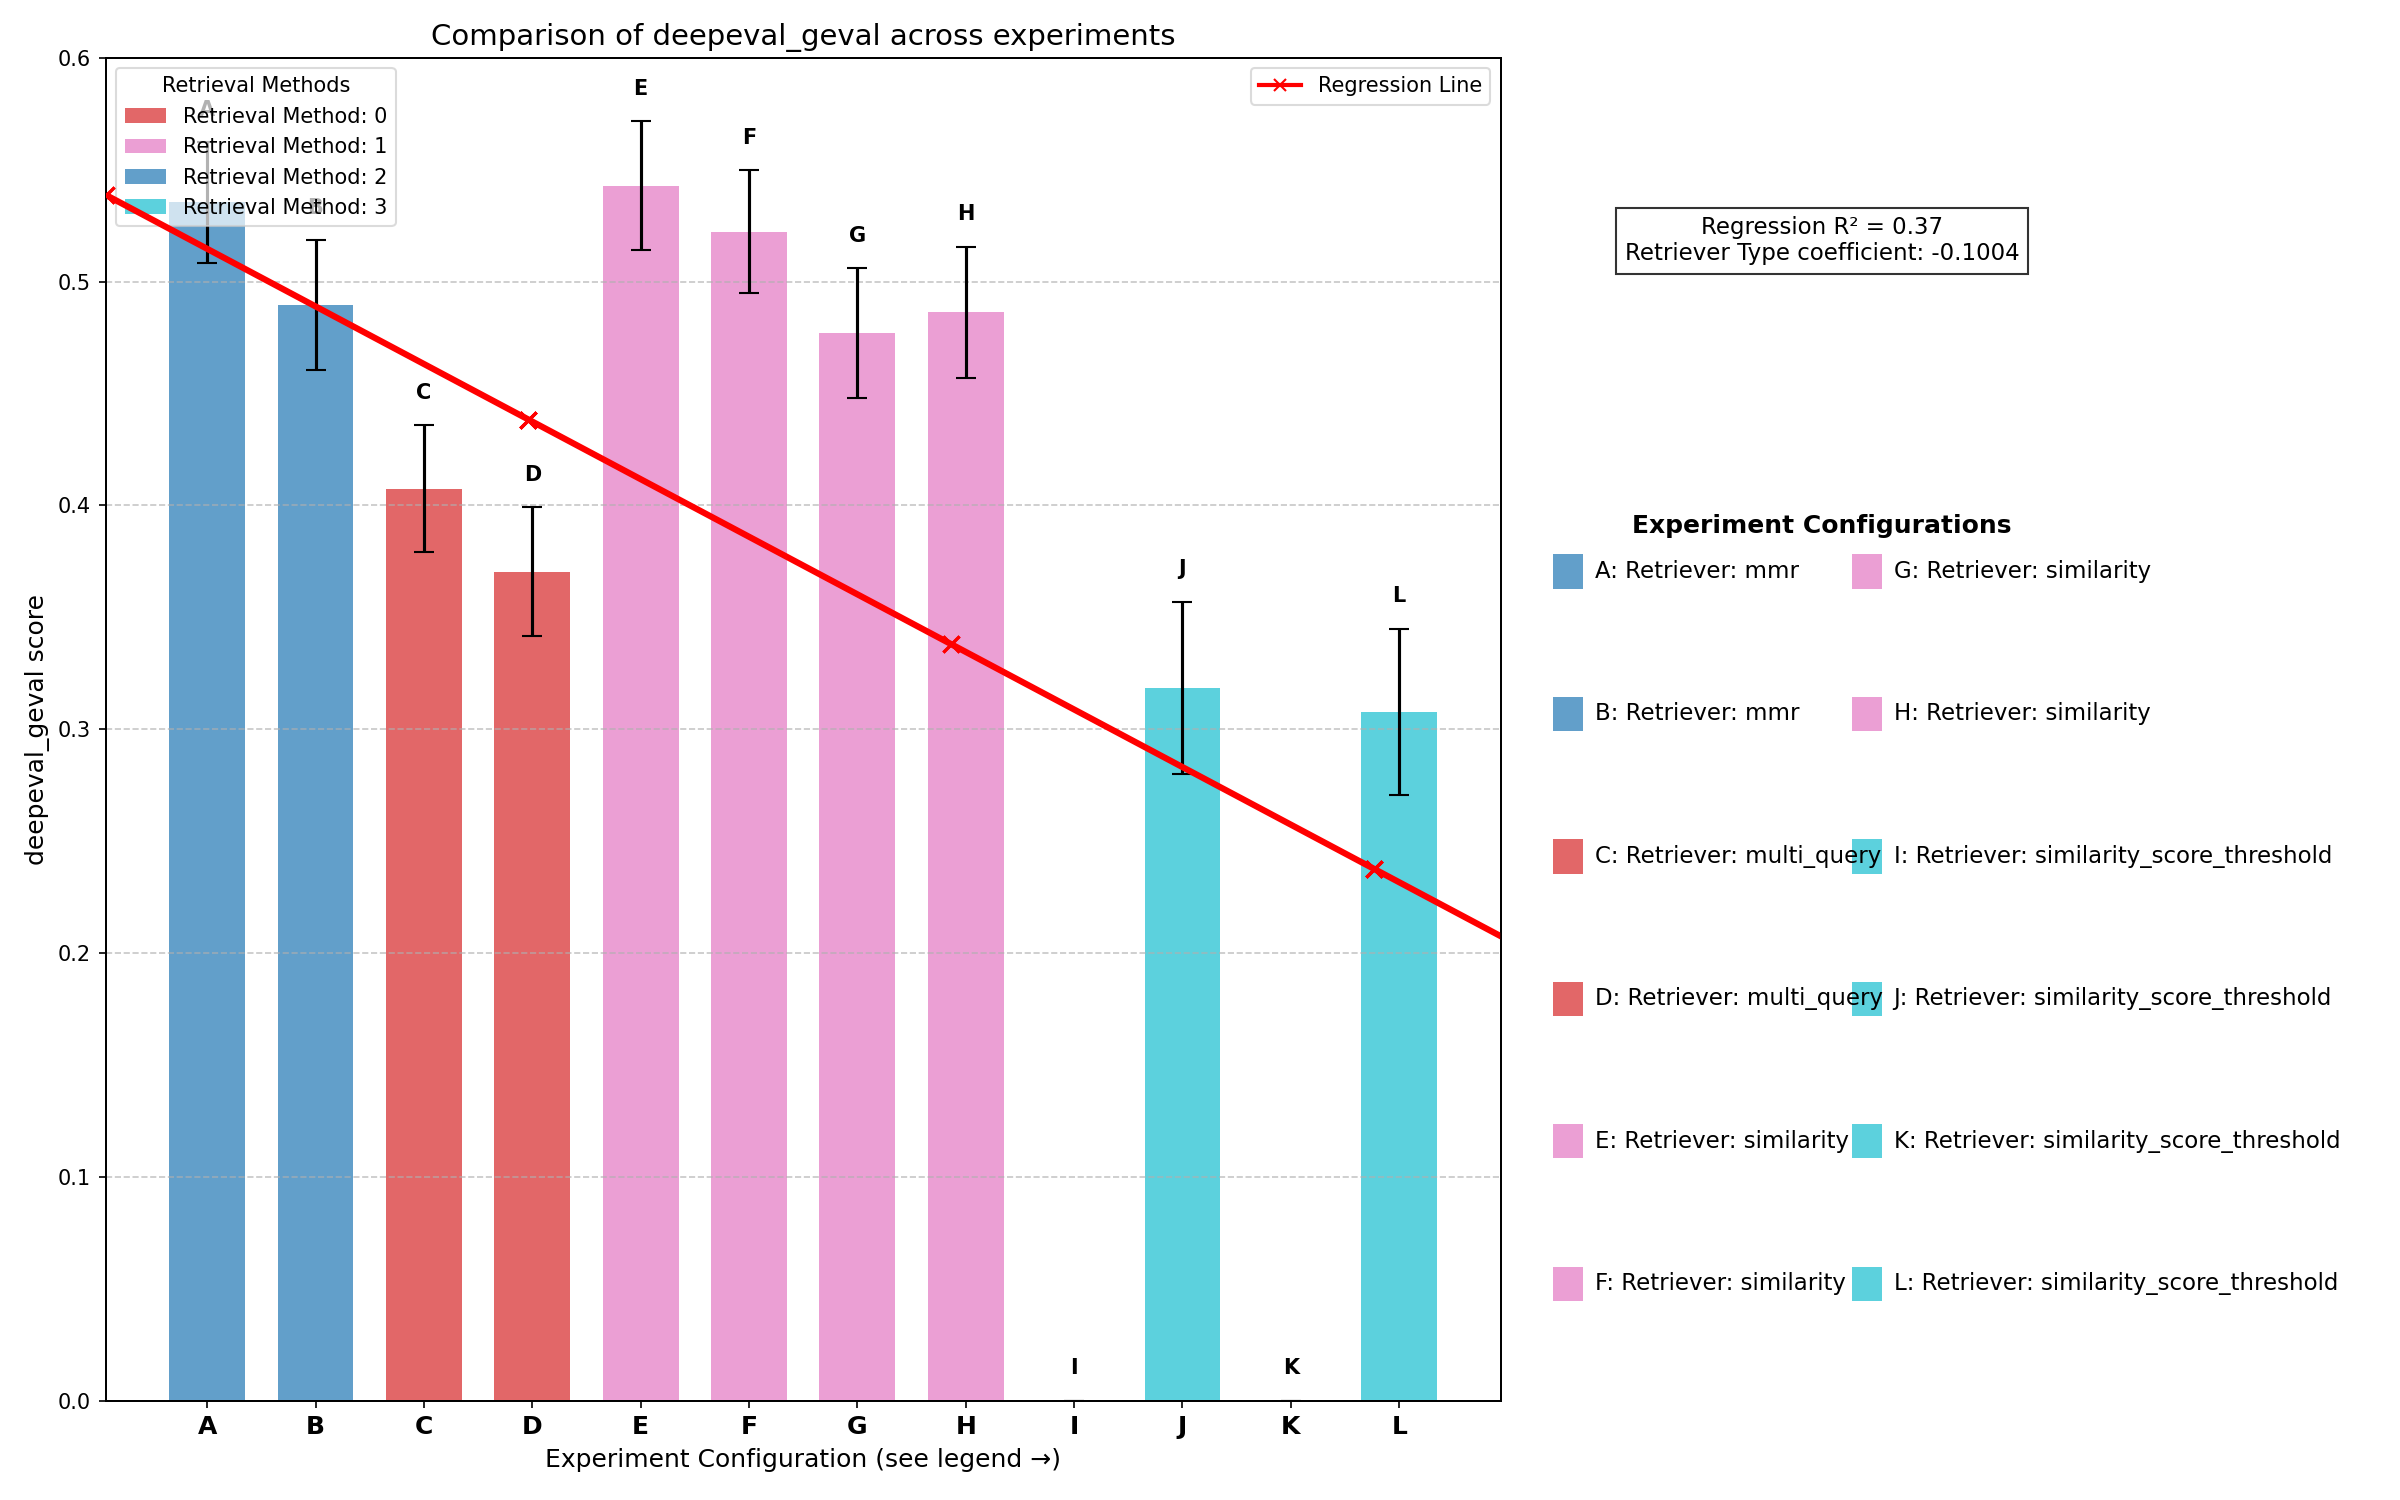 Comparison of deepeval_geval across experiments
Retrieval Methods
Retrieval Method: 0
Retrieval Method: 1
Retrieval Method: 2
Retrieval Method: 3
Regression Line
A
B
C
D
E
F
G
H
I
J
K
L
0.6
0.5
0.4
0.3
0.2
0.1
0.0
deepeval_geval score
A B C D E F G H I J K L
Experiment Configuration (see legend →)
Regression R² = 0.37
Retriever Type coefficient: -0.1004
Experiment Configurations
A: Retriever: mmr
B: Retriever: mmr
C: Retriever: multi_query
D: Retriever: multi_query
E: Retriever: similarity
F: Retriever: similarity
G: Retriever: similarity
H: Retriever: similarity
I: Retriever: similarity_score_threshold
J: Retriever: similarity_score_threshold
K: Retriever: similarity_score_threshold
L: Retriever: similarity_score_threshold